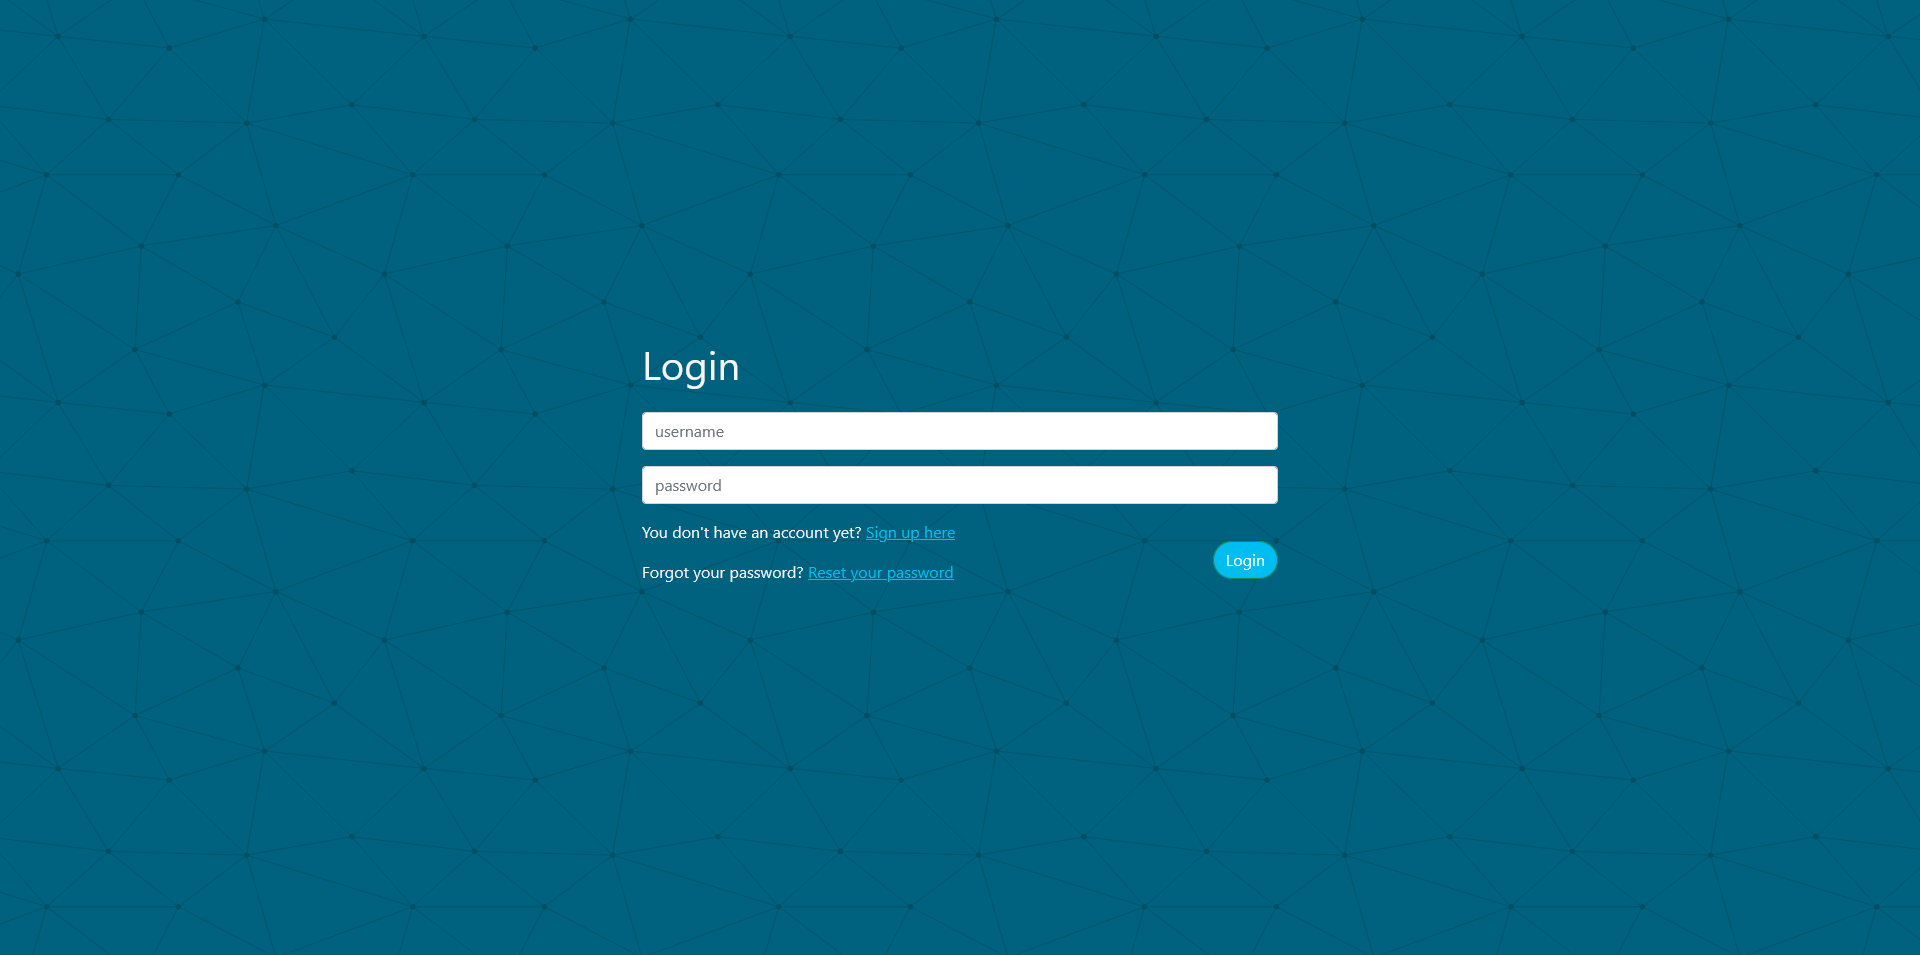 Login
username
password
You don't have an account yet? Sign up here
Forgot your password? Reset your password
Login